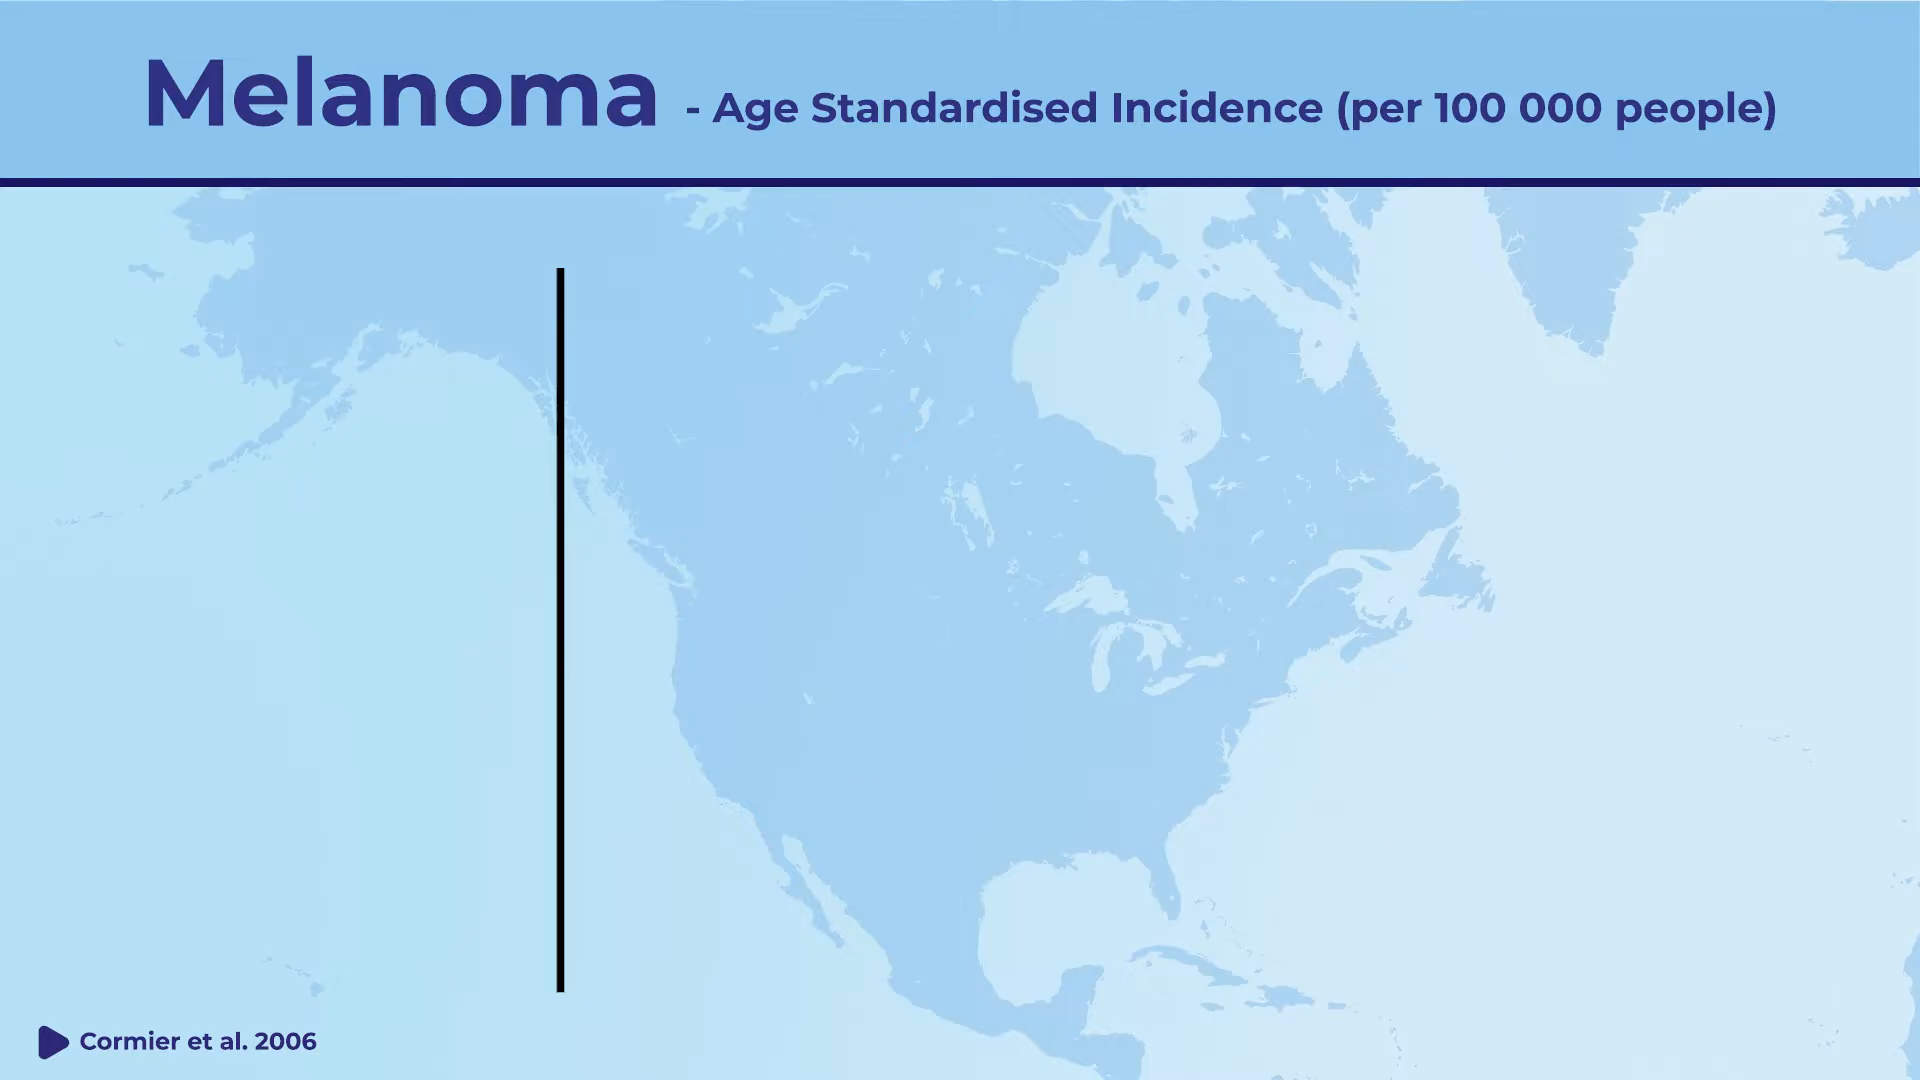 Melanoma - Age Standardised Incidence (per 100 000 people)
Cormier et al. 2006